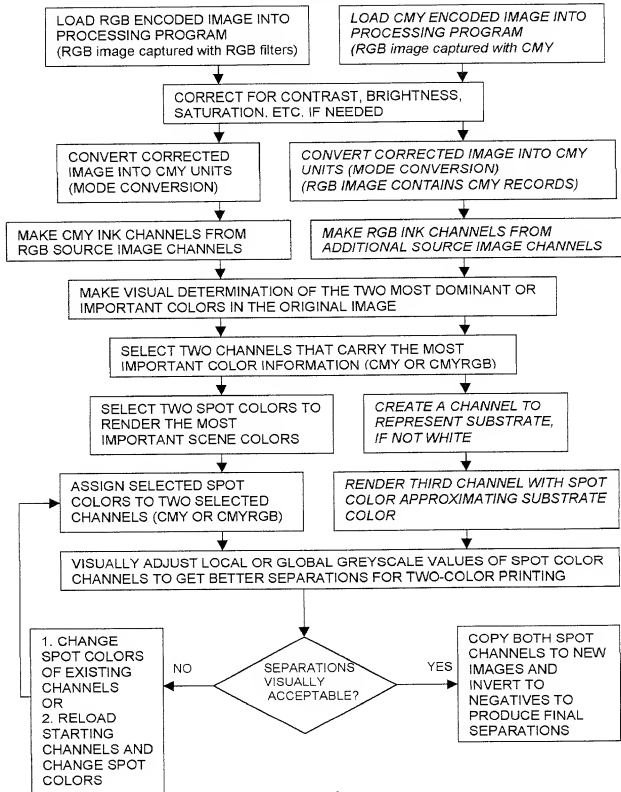 LOAD RGB ENCODED IMAGE INTO
PROCESSING PROGRAM
(RGB image captured with RGB filters)
LOAD CMY ENCODED IMAGE INTO
PROCESSING PROGRAM
(RGB image captured with CMY
CORRECT FOR CONTRAST, BRIGHTNESS,
SATURATION. ETC. IF NEEDED
CONVERT CORRECTED
IMAGE INTO CMY UNITS
(MODE CONVERSION)
CONVERT CORRECTED IMAGE INTO CMY
UNITS (MODE CONVERSION)
(RGB IMAGE CONTAINS CMY RECORDS)
MAKE CMY INK CHANNELS FROM
RGB SOURCE IMAGE CHANNELS
MAKE RGB INK CHANNELS FROM
ADDITIONAL SOURCE IMAGE CHANNELS
MAKE VISUAL DETERMINATION OF THE TWO MOST DOMINANT OR
IMPORTANT COLORS IN THE ORIGINAL IMAGE
SELECT TWO CHANNELS THAT CARRY THE MOST
IMPORTANT COLOR INFORMATION (CMY OR CMYRGB)
SELECT TWO SPOT COLORS TO
RENDER THE MOST
IMPORTANT SCENE COLORS
CREATE A CHANNEL TO
REPRESENT SUBSTRATE,
IF NOT WHITE
ASSIGN SELECTED SPOT
COLORS TO TWO SELECTED
CHANNELS (CMY OR CMYRGB)
RENDER THIRD CHANNEL WITH SPOT
COLOR APPROXIMATING SUBSTRATE
COLOR
VISUALLY ADJUST LOCAL OR GLOBAL GREYSCALE VALUES OF SPOT COLOR
CHANNELS TO GET BETTER SEPARATIONS FOR TWO-COLOR PRINTING
1. CHANGE
SPOT COLORS
OF EXISTING
CHANNELS
OR
2. RELOAD
STARTING
CHANNELS AND
CHANGE SPOT
COLORS
NO
SEPARATIONS
VISUALLY
ACCEPTABLE?
YES
COPY BOTH SPOT
CHANNELS TO NEW
IMAGES AND
INVERT TO
NEGATIVES TO
PRODUCE FINAL
SEPARATIONS